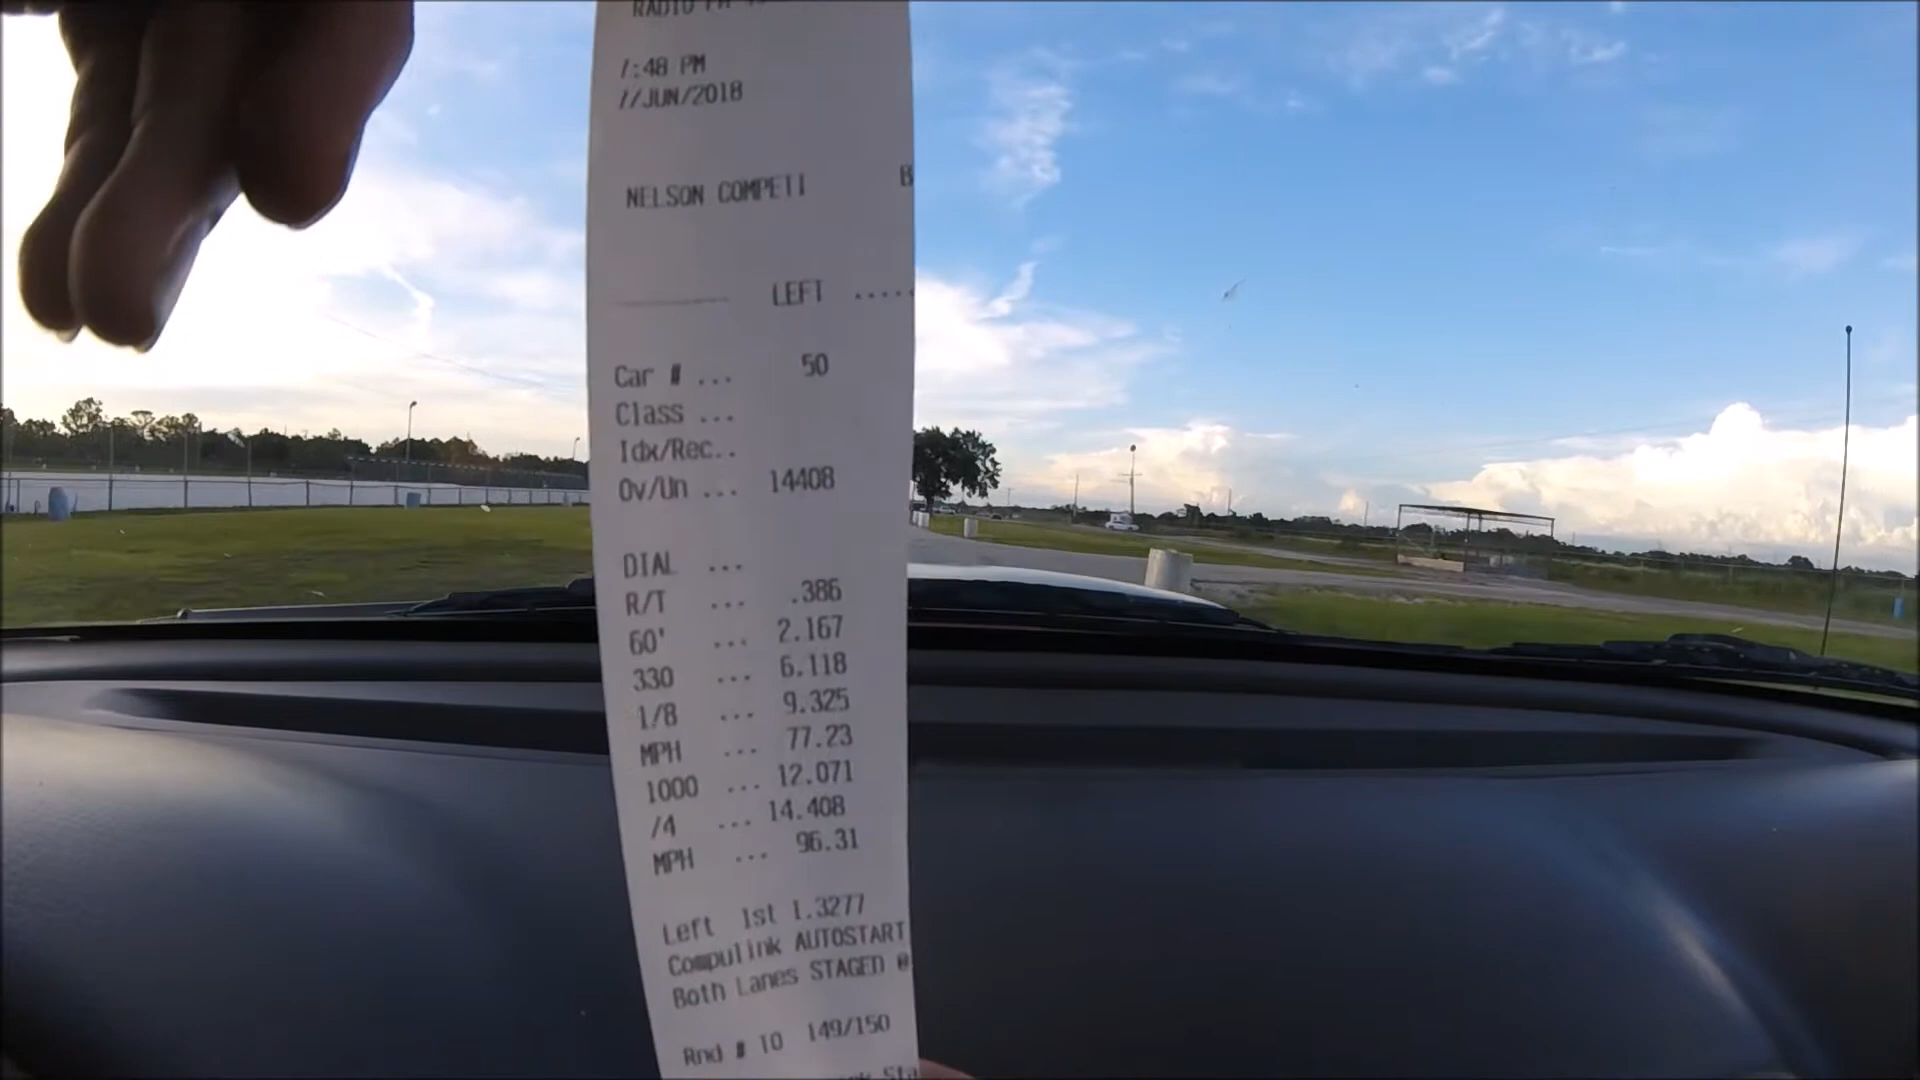 RADIO
7:48 PM
//JUN/2018
NELSON COMPETI B
LEFT .....
Car # ... 50
Class ...
Idx/Rec..
Ov/Un ... 14408
DIAL ...
R/T ... .386
60' ... 2.167
330 ... 6.118
1/8 ... 9.325
MPH ... 77.23
1000 ... 12.071
/4 ... 14.408
MPH ... 96.31
Left 1st 1.3277
Compulink AUTOSTART
Both Lanes STAGED @
Rnd # 10 149/150